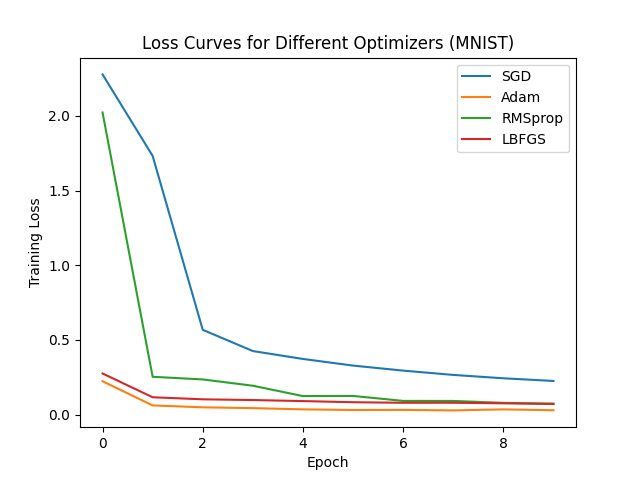 Loss Curves for Different Optimizers (MNIST)
SGD
Adam
RMSprop
LBFGS
Training Loss
2.0
1.5
1.0
0.5
0.0
0 2 4 6 8
Epoch